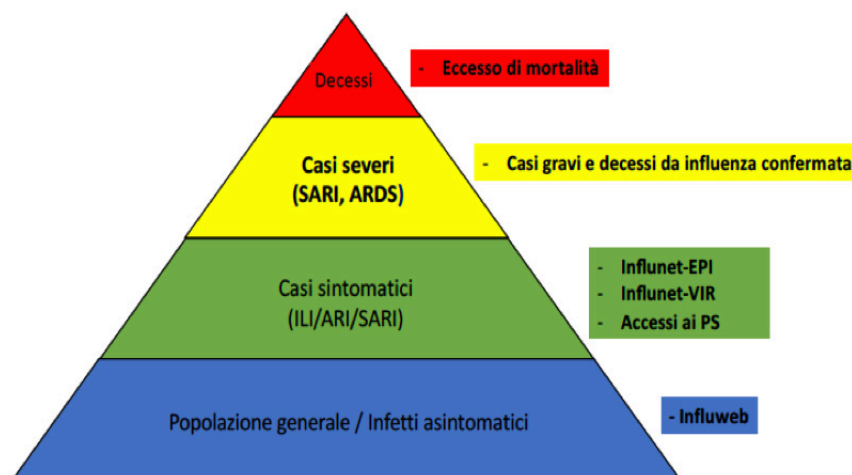 Decessi
- Eccesso di mortalità
Casi severi
(SARI, ARDS)
- Casi gravi e decessi da influenza confermata
Casi sintomatici
(ILI/ARI/SARI)
- Influnet-EPI
- Influnet-VIR
- Accessi ai PS
Popolazione generale / Infetti asintomatici
- Influweb